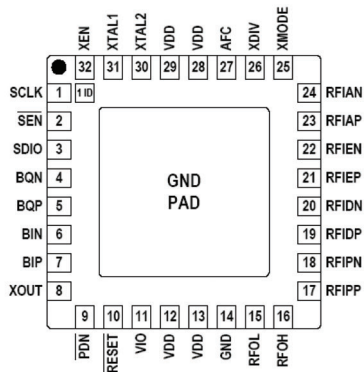 XEN XTAL1 XTAL2 VDD VDD AFC XDIV XMODE
32 31 30 29 28 27 26 25
SCLK 1 1 ID 24 RFIAN
SEN 2 23 RFIAP
SDIO 3 22 RFIEN
BQN 4 21 RFIEP
BQP 5 20 RFIDN
BIN 6 19 RFIDP
BIP 7 18 RFIPN
XOUT 8 17 RFIPP
GND
PAD
9 10 11 12 13 14 15 16
PDN RESET VIO VDD VDD GND RFOL RFOH